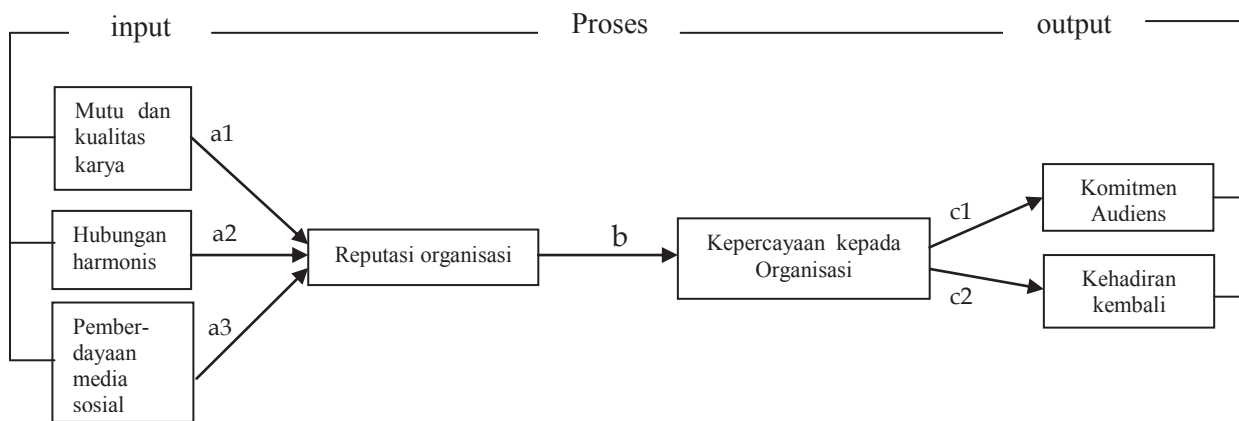 input Proses output
Mutu dan
kualitas
karya
a1
Hubungan
harmonis
a2
Pember-
dayaan
media
sosial
a3
Reputasi organisasi
b
Kepercayaan kepada
Organisasi
c1
c2
Komitmen
Audiens
Kehadiran
kembali